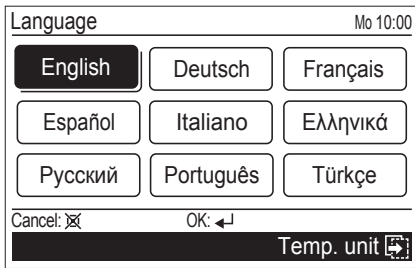 Language Mo 10:00
English Deutsch Français
Español Italiano Ελληνικά
Русский Português Türkçe
Cancel: OK:
Temp. unit